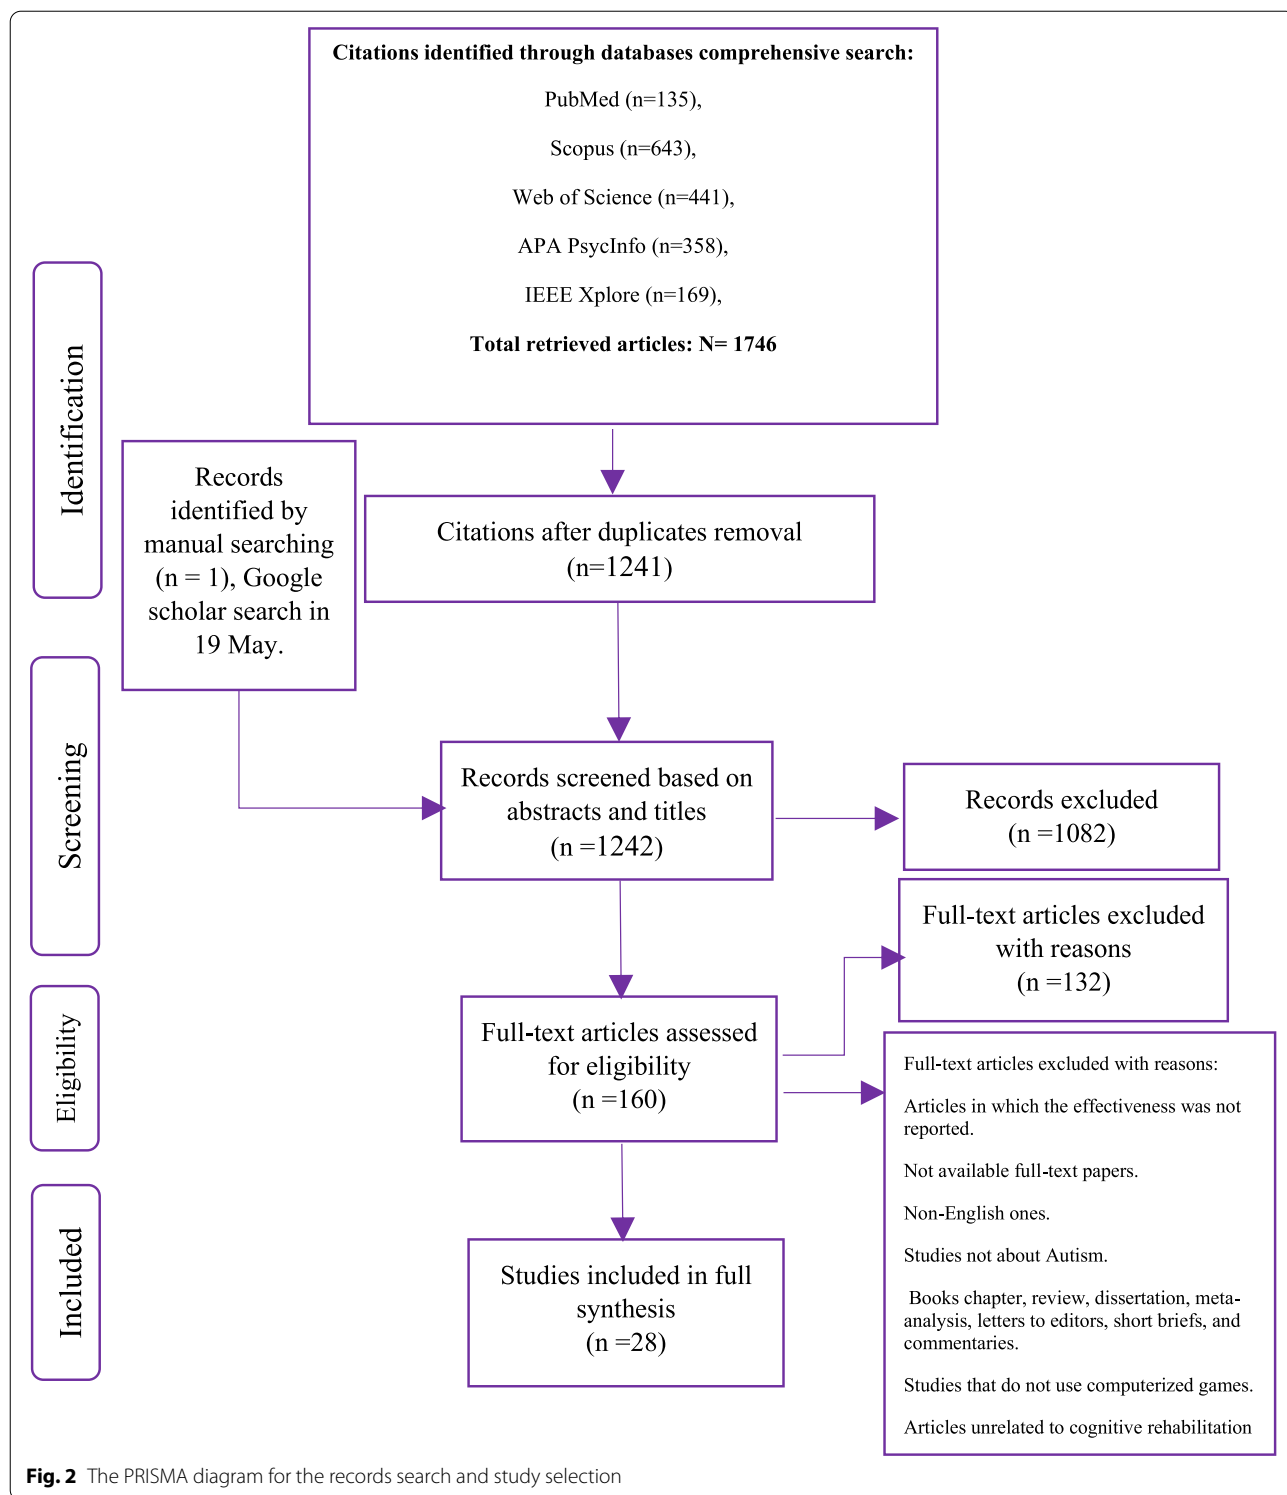 Citations identified through databases comprehensive search:
PubMed (n=135),
Scopus (n=643),
Web of Science (n=441),
APA PsycInfo (n=358),
IEEE Xplore (n=169),
Total retrieved articles: N= 1746
Identification
Records
identified by
manual searching
(n = 1), Google
scholar search in
19 May.
Citations after duplicates removal
(n=1241)
Screening
Records screened based on
abstracts and titles
(n =1242)
Records excluded
(n =1082)
Full-text articles excluded
with reasons
(n =132)
Eligibility
Full-text articles assessed
for eligibility
(n =160)
Full-text articles excluded with reasons:
Articles in which the effectiveness was not
reported.
Not available full-text papers.
Non-English ones.
Studies not about Autism.
Books chapter, review, dissertation, meta-
analysis, letters to editors, short briefs, and
commentaries.
Studies that do not use computerized games.
Articles unrelated to cognitive rehabilitation
Included
Studies included in full
synthesis
(n =28)
Fig. 2 The PRISMA diagram for the records search and study selection